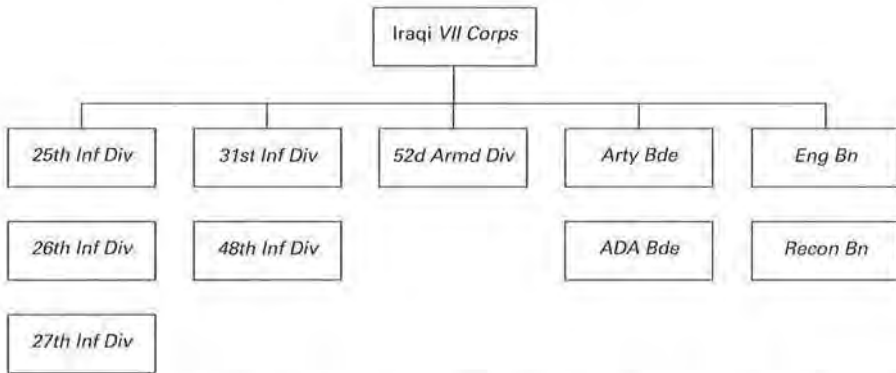 Iraqi VII Corps
25th Inf Div
31st Inf Div
52d Armd Div
Arty Bde
Eng Bn
26th Inf Div
48th Inf Div
ADA Bde
Recon Bn
27th Inf Div